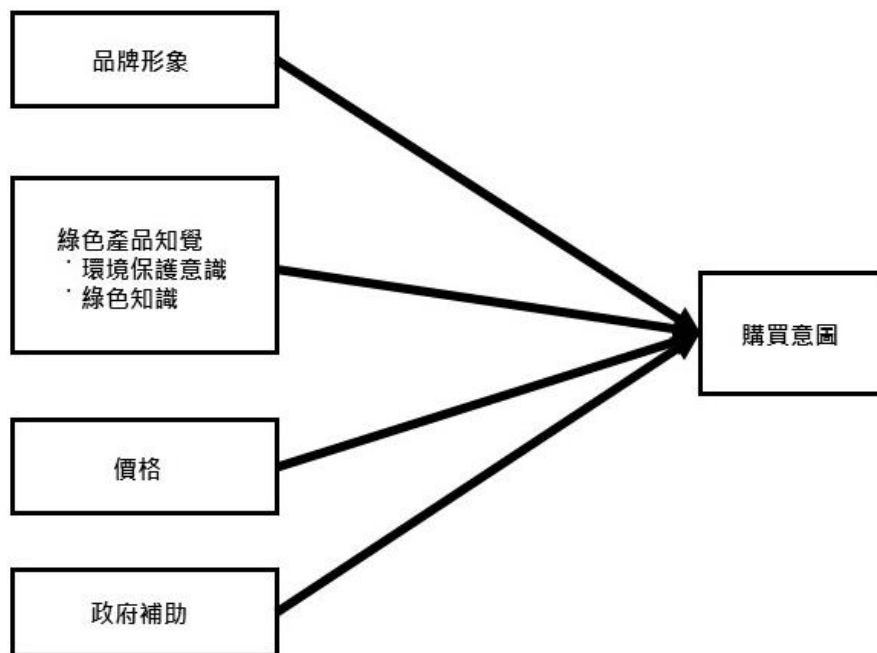 品牌形象
綠色產品知覺
˙環境保護意識
˙綠色知識
價格
政府補助
購買意圖